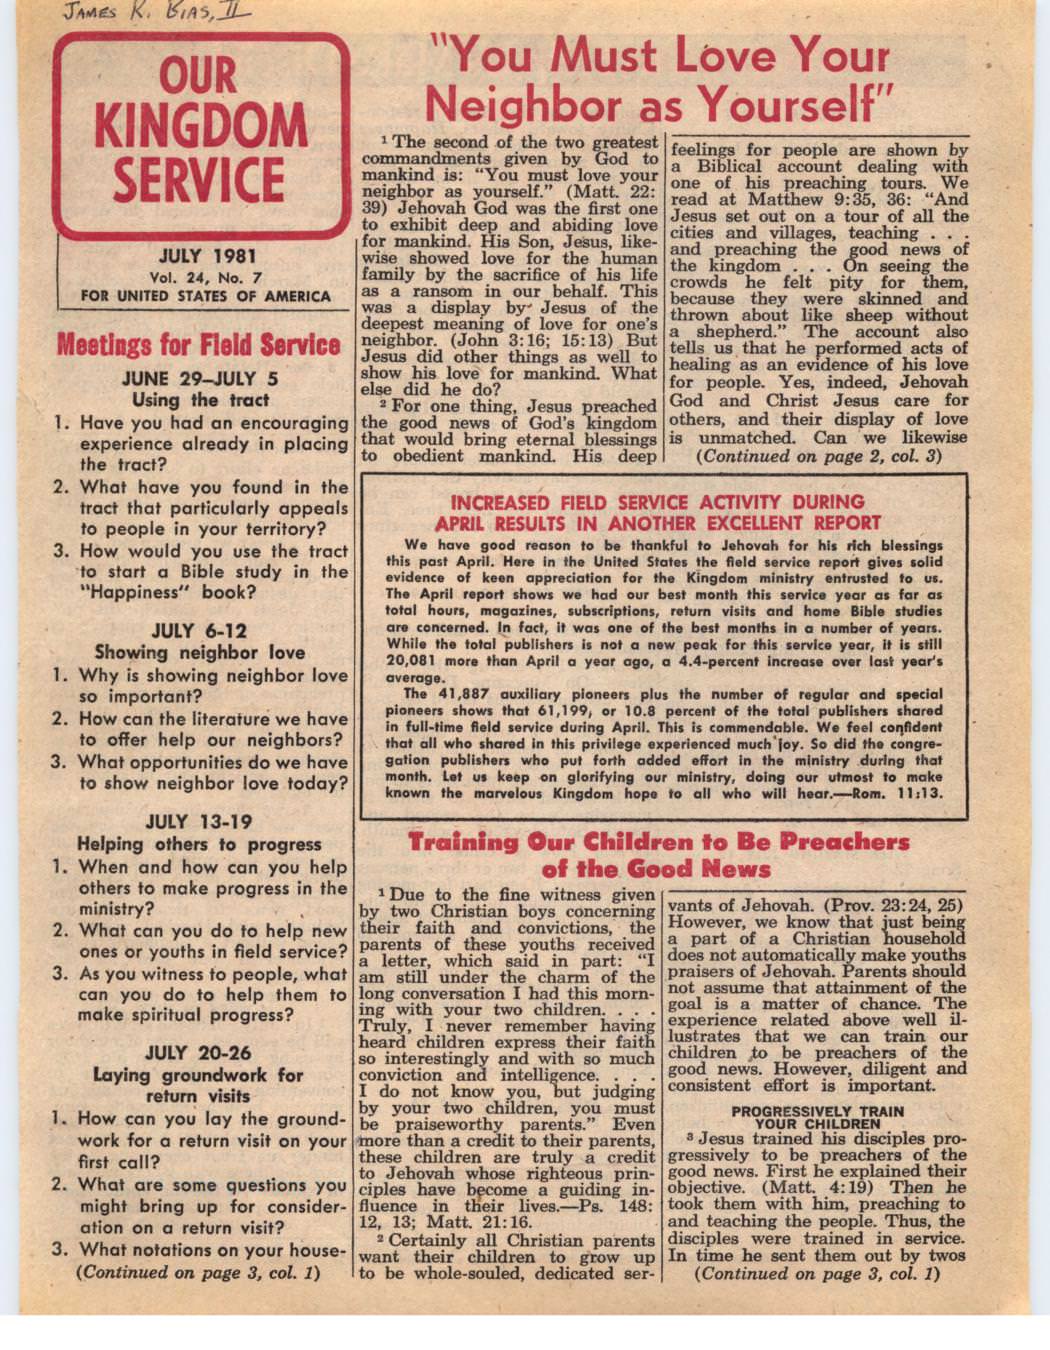 JAMES R. BIAS, II
OUR
KINGDOM
SERVICE
JULY 1981
Vol. 24, No. 7
FOR UNITED STATES OF AMERICA
Meetings for Field Service
JUNE 29–JULY 5
Using the tract
1. Have you had an encouraging
experience already in placing
the tract?
2. What have you found in the
tract that particularly appeals
to people in your territory?
3. How would you use the tract
to start a Bible study in the
"Happiness" book?
JULY 6-12
Showing neighbor love
1. Why is showing neighbor love
so important?
2. How can the literature we have
to offer help our neighbors?
3. What opportunities do we have
to show neighbor love today?
JULY 13-19
Helping others to progress
1. When and how can you help
others to make progress in the
ministry?
2. What can you do to help new
ones or youths in field service?
3. As you witness to people, what
can you do to help them to
make spiritual progress?
JULY 20-26
Laying groundwork for
return visits
1. How can you lay the ground-
work for a return visit on your
first call?
2. What are some questions you
might bring up for consider-
ation on a return visit?
3. What notations on your house-
(Continued on page 3, col. 1)
"You Must Love Your
Neighbor as Yourself"
1 The second of the two greatest
commandments given by God to
mankind is: “You must love your
neighbor as yourself.” (Matt. 22:
39) Jehovah God was the first one
to exhibit deep and abiding love
for mankind. His Son, Jesus, like-
wise showed love for the human
family by the sacrifice of his life
as a ransom in our behalf. This
was a display by Jesus of the
deepest meaning of love for one’s
neighbor. (John 3:16; 15:13) But
Jesus did other things as well to
show his love for mankind. What
else did he do?
2 For one thing, Jesus preached
the good news of God’s kingdom
that would bring eternal blessings
to obedient mankind. His deep
feelings for people are shown by
a Biblical account dealing with
one of his preaching tours. We
read at Matthew 9:35, 36: “And
Jesus set out on a tour of all the
cities and villages, teaching . . .
and preaching the good news of
the kingdom . . . On seeing the
crowds he felt pity for them,
because they were skinned and
thrown about like sheep without
a shepherd.” The account also
tells us that he performed acts of
healing as an evidence of his love
for people. Yes, indeed, Jehovah
God and Christ Jesus care for
others, and their display of love
is unmatched. Can we likewise
(Continued on page 2, col. 3)
INCREASED FIELD SERVICE ACTIVITY DURING
APRIL RESULTS IN ANOTHER EXCELLENT REPORT
We have good reason to be thankful to Jehovah for his rich blessings
this past April. Here in the United States the field service report gives solid
evidence of keen appreciation for the Kingdom ministry entrusted to us.
The April report shows we had our best month this service year as far as
total hours, magazines, subscriptions, return visits and home Bible studies
are concerned. In fact, it was one of the best months in a number of years.
While the total publishers is not a new peak for this service year, it is still
20,081 more than April a year ago, a 4.4-percent increase over last year's
average.
The 41,887 auxiliary pioneers plus the number of regular and special
pioneers shows that 61,199, or 10.8 percent of the total publishers shared
in full-time field service during April. This is commendable. We feel confident
that all who shared in this privilege experienced much joy. So did the congre-
gation publishers who put forth added effort in the ministry during that
month. Let us keep on glorifying our ministry, doing our utmost to make
known the marvelous Kingdom hope to all who will hear.—Rom. 11:13.
Training Our Children to Be Preachers
of the Good News
1 Due to the fine witness given
by two Christian boys concerning
their faith and convictions, the
parents of these youths received
a letter, which said in part: “I
am still under the charm of the
long conversation I had this morn-
ing with your two children. . . .
Truly, I never remember having
heard children express their faith
so interestingly and with so much
conviction and intelligence. . . .
I do not know you, but judging
by your two children, you must
be praiseworthy parents.” Even
more than a credit to their parents,
these children are truly a credit
to Jehovah whose righteous prin-
ciples have become a guiding in-
fluence in their lives.—Ps. 148:
12, 13; Matt. 21:16.
2 Certainly all Christian parents
want their children to grow up
to be whole-souled, dedicated ser-
vants of Jehovah. (Prov. 23:24, 25)
However, we know that just being
a part of a Christian household
does not automatically make youths
praisers of Jehovah. Parents should
not assume that attainment of the
goal is a matter of chance. The
experience related above well il-
lustrates that we can train our
children to be preachers of the
good news. However, diligent and
consistent effort is important.
PROGRESSIVELY TRAIN
YOUR CHILDREN
3 Jesus trained his disciples pro-
gressively to be preachers of the
good news. First he explained their
objective. (Matt. 4:19) Then he
took them with him, preaching to
and teaching the people. Thus, the
disciples were trained in service.
In time he sent them out by twos
(Continued on page 3, col. 1)